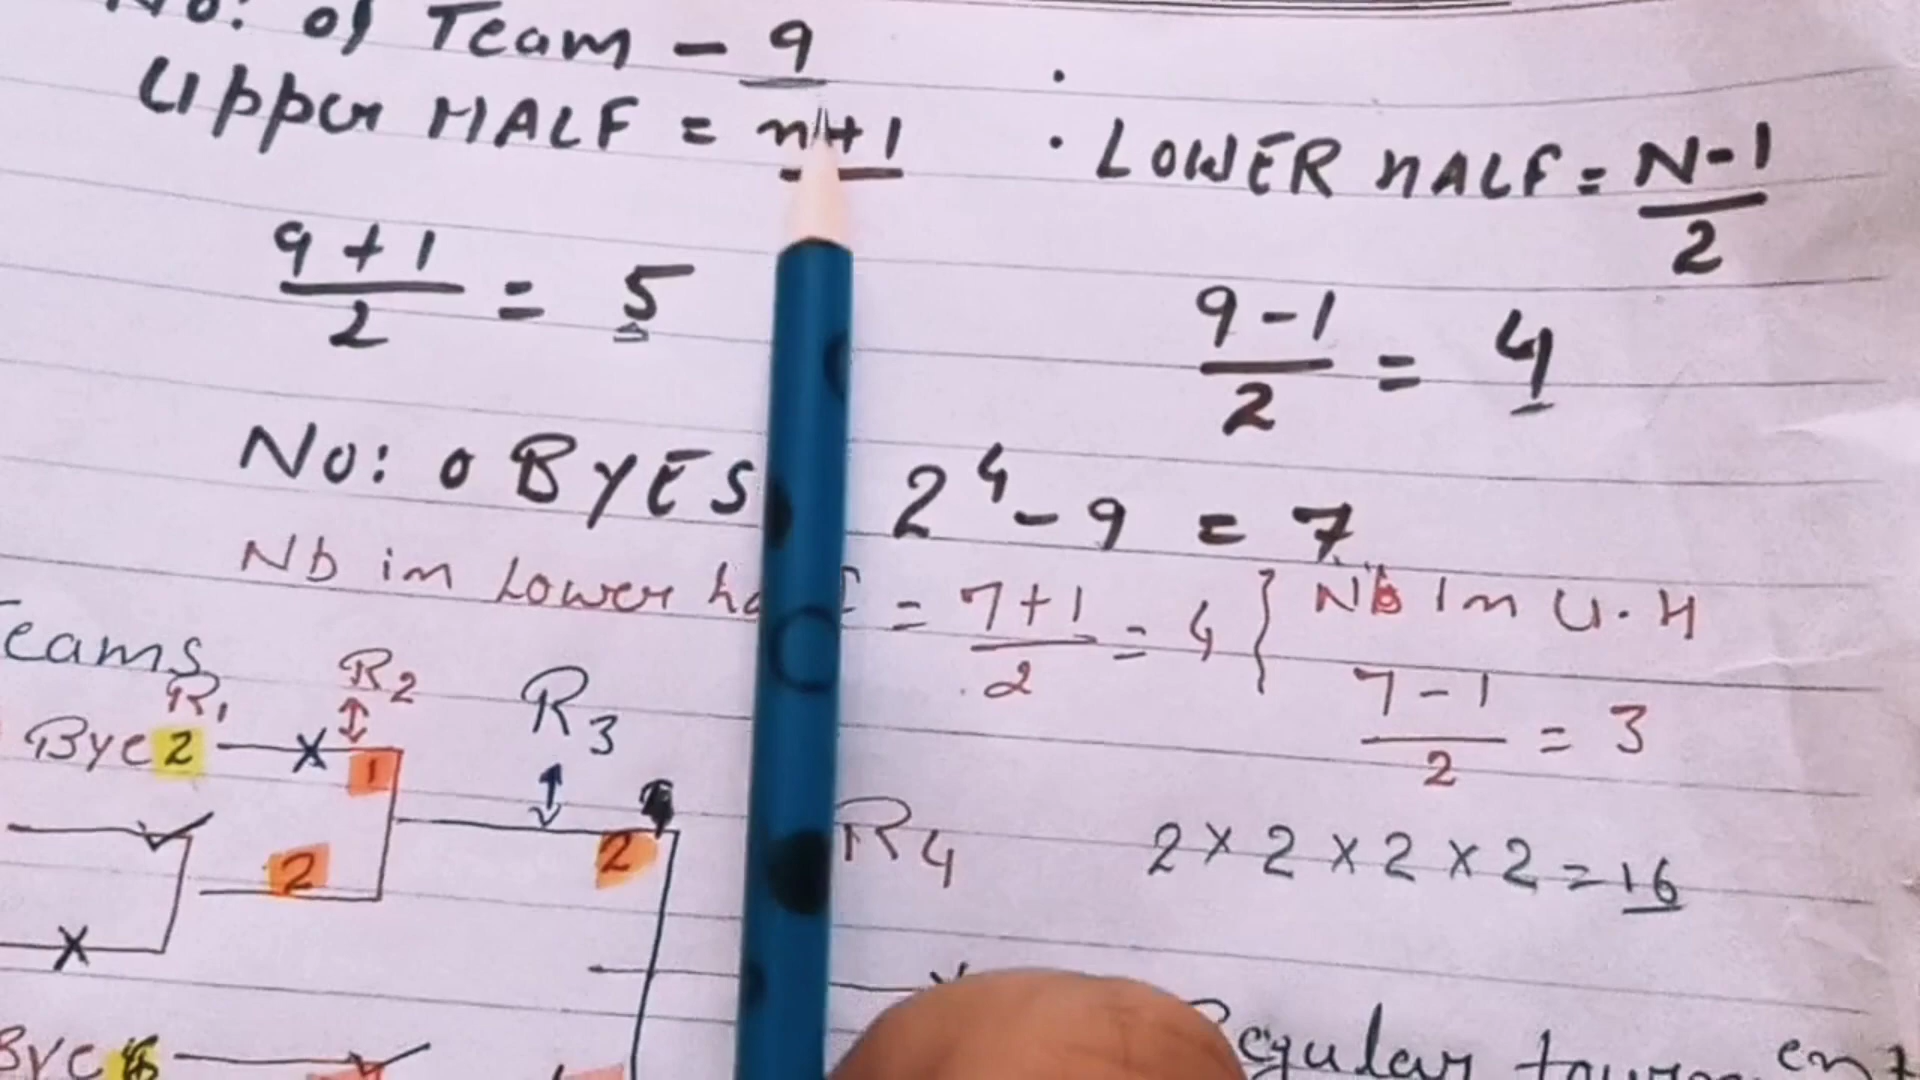 No: of Team - 9
Upper HALF = n+1
LOWER HALF = N-1
2
9+1
2
= 5
9-1
2
= 4
No: o BYES 2⁴ - 9 = 7
Nb in Lower = 7+1
2
= 4 } Nb In U.H
7-1
2
= 3
eams
R1 R2 R3
Bye 2 X 1
2 2 R4 2 X 2 X 2 X 2 = 16
X
Bye